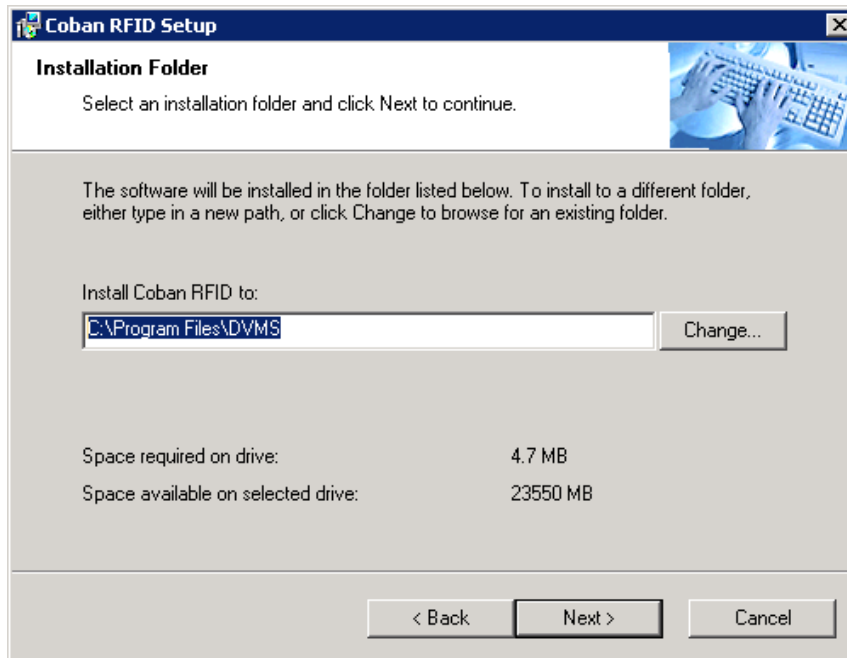 Coban RFID Setup
Installation Folder
Select an installation folder and click Next to continue.
The software will be installed in the folder listed below. To install to a different folder,
either type in a new path, or click Change to browse for an existing folder.
Install Coban RFID to:
C:\Program Files\DVMS
Change...
Space required on drive: 4.7 MB
Space available on selected drive: 23550 MB
< Back Next > Cancel